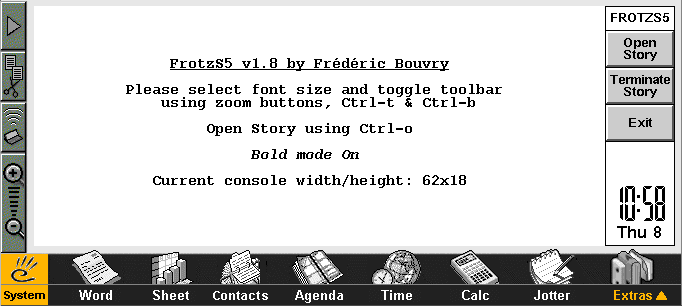 FrotzS5 v1.8 by Frédéric Bouvry
Please select font size and toggle toolbar
using zoom buttons, Ctrl-t & Ctrl-b
Open Story using Ctrl-o
Bold mode On
Current console width/height: 62x18
FROTZS5
Open
Story
Terminate
Story
Exit
10:58
Thu 8
System
Word
Sheet
Contacts
Agenda
Time
Calc
Jotter
Extras ▲